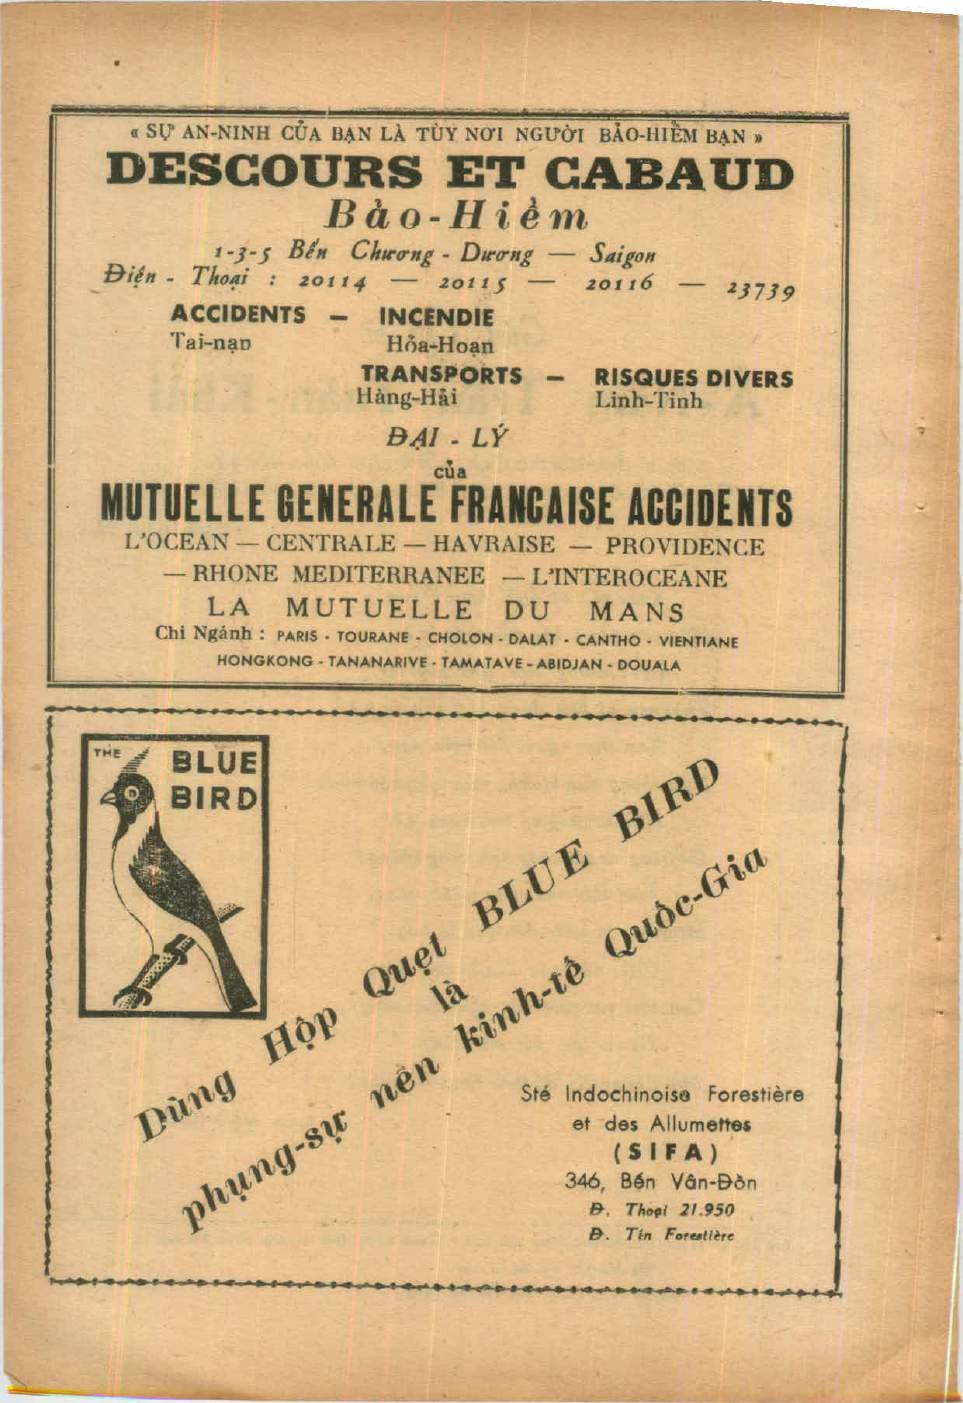 « SỰ AN-NINH CỦA BẠN LÀ TÙY NƠI NGƯỜI BẢO-HIỂM BẠN »
DESCOURS ET CABAUD
Bảo-Hiểm
1-3-5 Bến Chương - Dương — Saigon
Điện - Thoại : 20114 — 20115 — 20116 — 23739
ACCIDENTS — INCENDIE
Tai-nạn Hỏa-Hoạn
TRANSPORTS — RISQUES DIVERS
Hàng-Hải Linh-Tinh
ĐẠI - LÝ
của
MUTUELLE GENERALE FRANCAISE ACCIDENTS
L'OCEAN — CENTRALE — HAVRAISE — PROVIDENCE
— RHONE MEDITERRANEE — L'INTEROCEANE
LA MUTUELLE DU MANS
Chi Ngánh : PARIS - TOURANE - CHOLON - DALAT - CANTHO - VIENTIANE
HONGKONG - TANANARIVE - TAMATAVE - ABIDJAN - DOUALA
THE BLUE
BIRD
Dùng Hộp Quẹt BLUE BIRD
là
phụng-sự nền kinh-tế Quốc-Gia
Sté Indochinoise Forestière
et des Allumettes
(SIFA)
346, Bến Vân-Đồn
Đ. Thoại 21.950
Đ. Tín Forestière